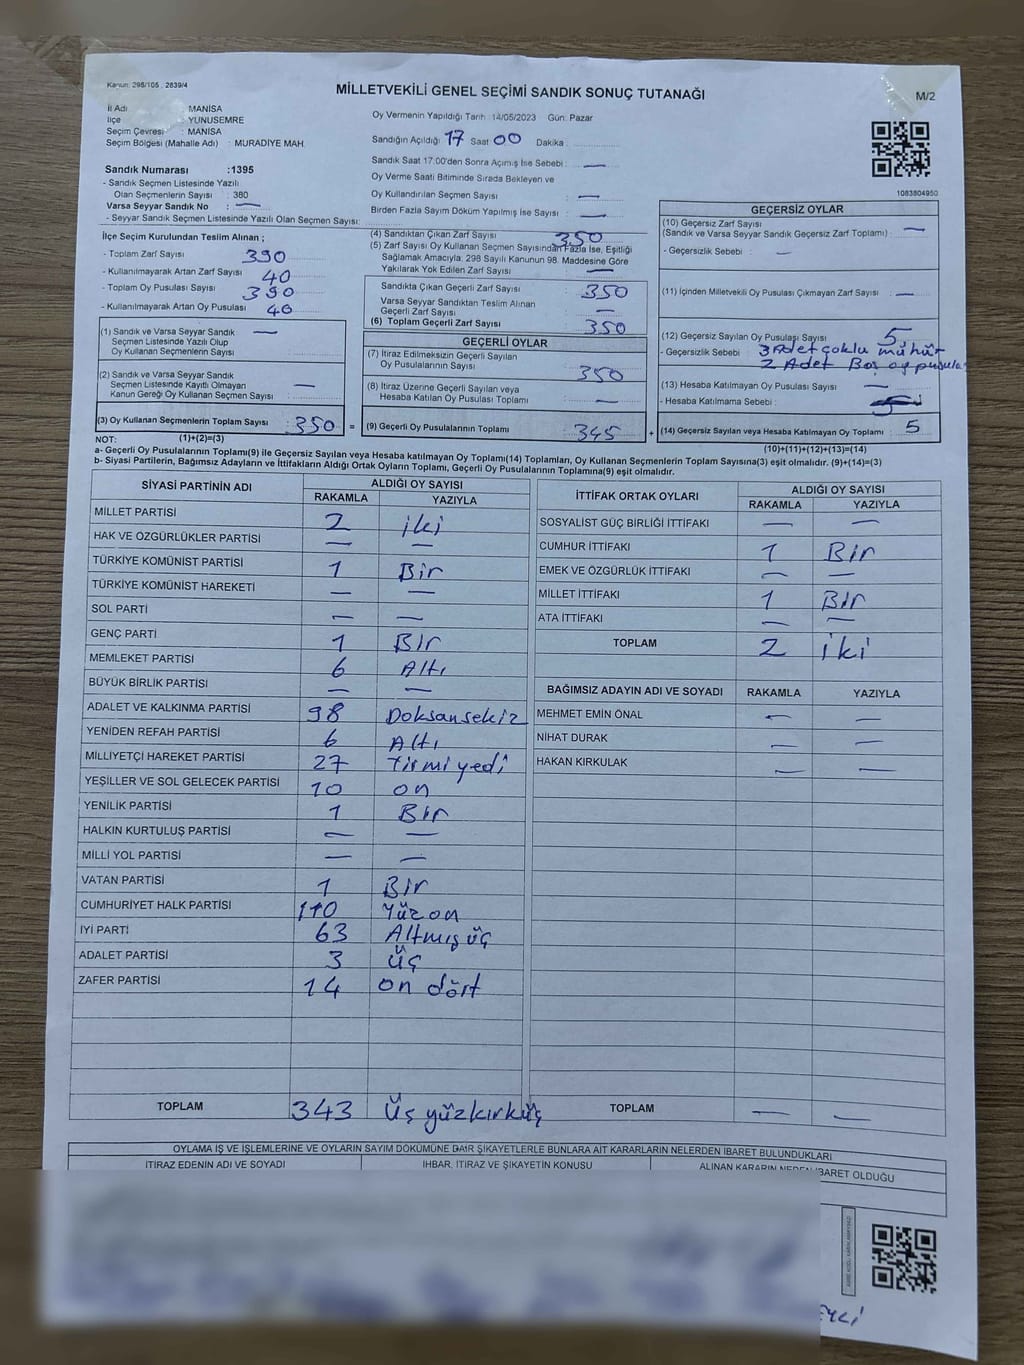 Kanun: 298/105 . 2839/4
MİLLETVEKİLİ GENEL SEÇİMİ SANDIK SONUÇ TUTANAĞI
M/2
İl Adı : MANİSA
İlçe : YUNUSEMRE
Seçim Çevresi : MANİSA
Seçim Bölgesi (Mahalle Adı) : MURADİYE MAH.
Sandık Numarası :1395
- Sandık Seçmen Listesinde Yazılı
Olan Seçmenlerin Sayısı : 380
Varsa Seyyar Sandık No : —
- Seyyar Sandık Seçmen Listesinde Yazılı Olan Seçmen Sayısı:
İlçe Seçim Kurulundan Teslim Alınan ;
- Toplam Zarf Sayısı : 390
- Kullanılmayarak Artan Zarf Sayısı : 40
- Toplam Oy Pusulası Sayısı : 390
- Kullanılmayarak Artan Oy Pusulası : 40
(1) Sandık ve Varsa Seyyar Sandık —
Seçmen Listesinde Yazılı Olup
Oy Kullanan Seçmenlerin Sayısı
(2) Sandık ve Varsa Seyyar Sandık
Seçmen Listesinde Kayıtlı Olmayan —
Kanun Gereği Oy Kullanan Seçmen Sayısı :
(3) Oy Kullanan Seçmenlerin Toplam Sayısı : 350 =
Oy Vermenin Yapıldığı Tarih : 14/05/2023 Gün: Pazar
Sandığın Açıldığı 17 Saat 00 Dakika :
Sandık Saat 17:00'den Sonra Açılmış İse Sebebi : —
Oy Verme Saati Bitiminde Sırada Bekleyen ve
Oy Kullandırılan Seçmen Sayısı : —
Birden Fazla Sayım Döküm Yapılmış İse Sayısı : —
(4) Sandıktan Çıkan Zarf Sayısı : 350
(5) Zarf Sayısı Oy Kullanan Seçmen Sayısından Fazla İse, Eşitliği
Sağlamak Amacıyla. 298 Sayılı Kanunun 98. Maddesine Göre
Yakılarak Yok Edilen Zarf Sayısı : —
Sandıkta Çıkan Geçerli Zarf Sayısı : 350
Varsa Seyyar Sandıktan Teslim Alınan
Geçerli Zarf Sayısı : —
(6) Toplam Geçerli Zarf Sayısı : 350
GEÇERLİ OYLAR
(7) İtiraz Edilmeksizin Geçerli Sayılan
Oy Pusulalarının Sayısı : 350
(8) İtiraz Üzerine Geçerli Sayılan veya
Hesaba Katılan Oy Pusulası Toplamı : —
(9) Geçerli Oy Pusulalarının Toplamı : 345 +
1083804950
GEÇERSİZ OYLAR
(10) Geçersiz Zarf Sayısı
(Sandık ve Varsa Seyyar Sandık Geçersiz Zarf Toplamı) : —
- Geçersizlik Sebebi : —
(11) İçinden Milletvekili Oy Pusulası Çıkmayan Zarf Sayısı : —
(12) Geçersiz Sayılan Oy Pusulası Sayısı : 5
- Geçersizlik Sebebi : 3 Adet çoklu mühür
2 Adet Boş oy pusulası
(13) Hesaba Katılmayan Oy Pusulası Sayısı : —
- Hesaba Katılmama Sebebi :
(14) Geçersiz Sayılan veya Hesaba Katılmayan Oy Toplamı : 5
NOT: (1)+(2)=(3)
(10)+(11)+(12)+(13)=(14)
a- Geçerli Oy Pusulalarının Toplamı(9) ile Geçersiz Sayılan veya Hesaba katılmayan Oy Toplamı(14) Toplamları, Oy Kullanan Seçmenlerin Toplam Sayısına(3) eşit olmalıdır. (9)+(14)=(3)
b- Siyasi Partilerin, Bağımsız Adayların ve İttifakların Aldığı Ortak Oyların Toplamı, Geçerli Oy Pusulalarının Toplamına(9) eşit olmalıdır.
SİYASİ PARTİNİN ADI
ALDIĞI OY SAYISI
RAKAMLA YAZIYLA
MİLLET PARTİSİ 2 iki
HAK VE ÖZGÜRLÜKLER PARTİSİ — —
TÜRKİYE KOMÜNİST PARTİSİ 1 Bir
TÜRKİYE KOMÜNİST HAREKETİ — —
SOL PARTİ — —
GENÇ PARTİ 1 Bir
MEMLEKET PARTİSİ 6 Altı
BÜYÜK BİRLİK PARTİSİ — —
ADALET VE KALKINMA PARTİSİ 98 Doksansekiz
YENİDEN REFAH PARTİSİ 6 Altı
MİLLİYETÇİ HAREKET PARTİSİ 27 Yirmiyedi
YEŞİLLER VE SOL GELECEK PARTİSİ 10 on
YENİLİK PARTİSİ 1 Bir
HALKIN KURTULUŞ PARTİSİ — —
MİLLİ YOL PARTİSİ — —
VATAN PARTİSİ 1 Bir
CUMHURİYET HALK PARTİSİ 110 Yüz on
İYİ PARTİ 63 Altmış üç
ADALET PARTİSİ 3 üç
ZAFER PARTİSİ 14 on dört
TOPLAM 343 Üç yüzkırküç
İTTİFAK ORTAK OYLARI
ALDIĞI OY SAYISI
RAKAMLA YAZIYLA
SOSYALİST GÜÇ BİRLİĞİ İTTİFAKI — —
CUMHUR İTTİFAKI 1 Bir
EMEK VE ÖZGÜRLÜK İTTİFAKI — —
MİLLET İTTİFAKI 1 Bir
ATA İTTİFAKI — —
TOPLAM 2 iki
BAĞIMSIZ ADAYIN ADI VE SOYADI RAKAMLA YAZIYLA
MEHMET EMİN ÖNAL — —
NİHAT DURAK — —
HAKAN KIRKULAK — —
TOPLAM — —
OYLAMA İŞ VE İŞLEMLERİNE VE OYLARIN SAYIM DÖKÜMÜNE DAİR ŞİKAYETLERLE BUNLARA AİT KARARLARIN NELERDEN İBARET BULUNDUKLARI
İTİRAZ EDENİN ADI VE SOYADI İHBAR, İTİRAZ VE ŞİKAYETİN KONUSU ALINAN KARARIN NEDEN İBARET OLDUĞU